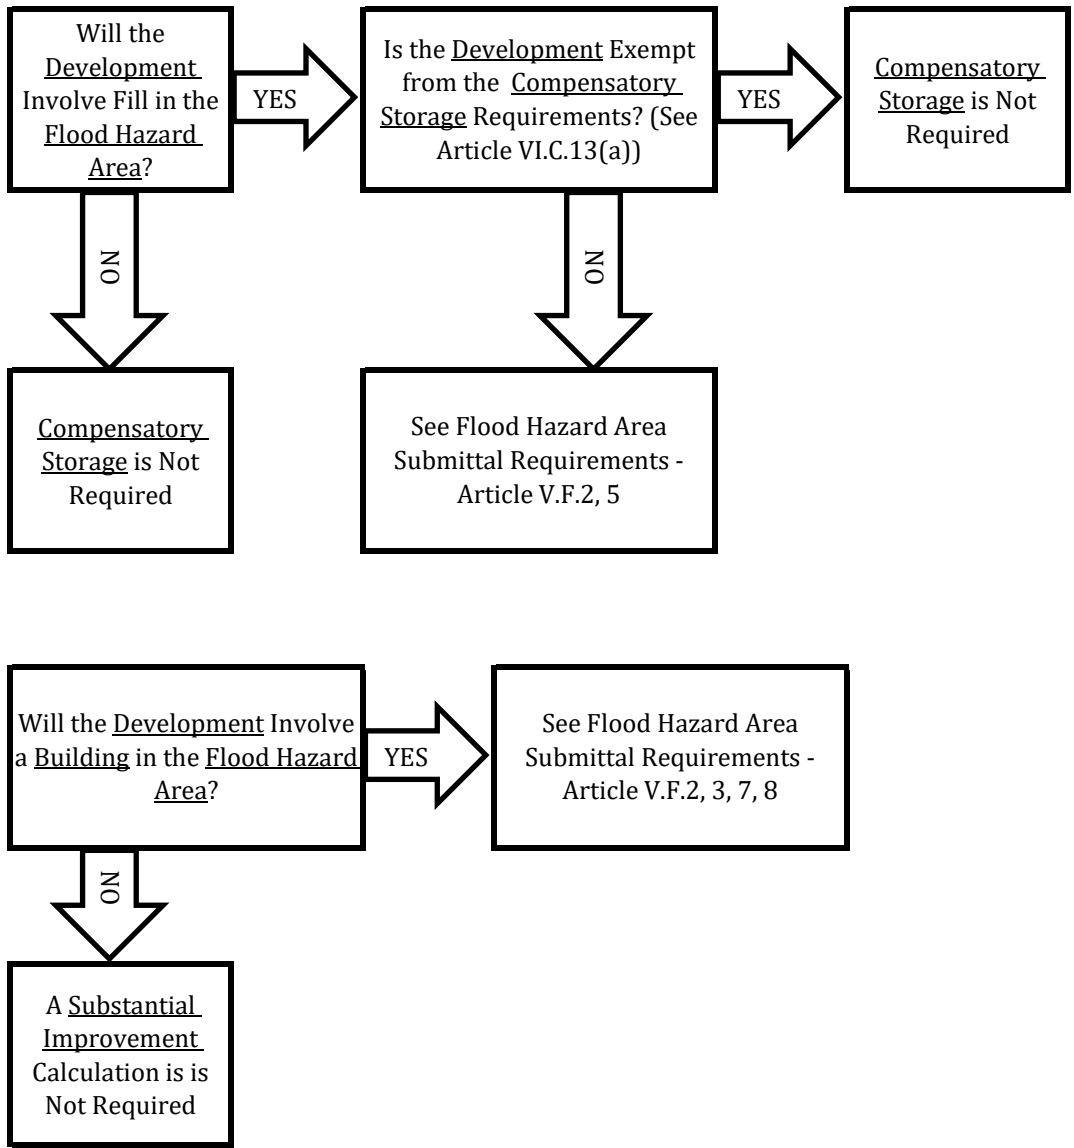 Will the
Development
Involve Fill in the
Flood Hazard
Area?
YES
Is the Development Exempt
from the Compensatory
Storage Requirements? (See
Article VI.C.13(a))
YES
Compensatory
Storage is Not
Required
NO
NO
Compensatory
Storage is Not
Required
See Flood Hazard Area
Submittal Requirements -
Article V.F.2, 5
Will the Development Involve
a Building in the Flood Hazard
Area?
YES
See Flood Hazard Area
Submittal Requirements -
Article V.F.2, 3, 7, 8
NO
A Substantial
Improvement
Calculation is is
Not Required